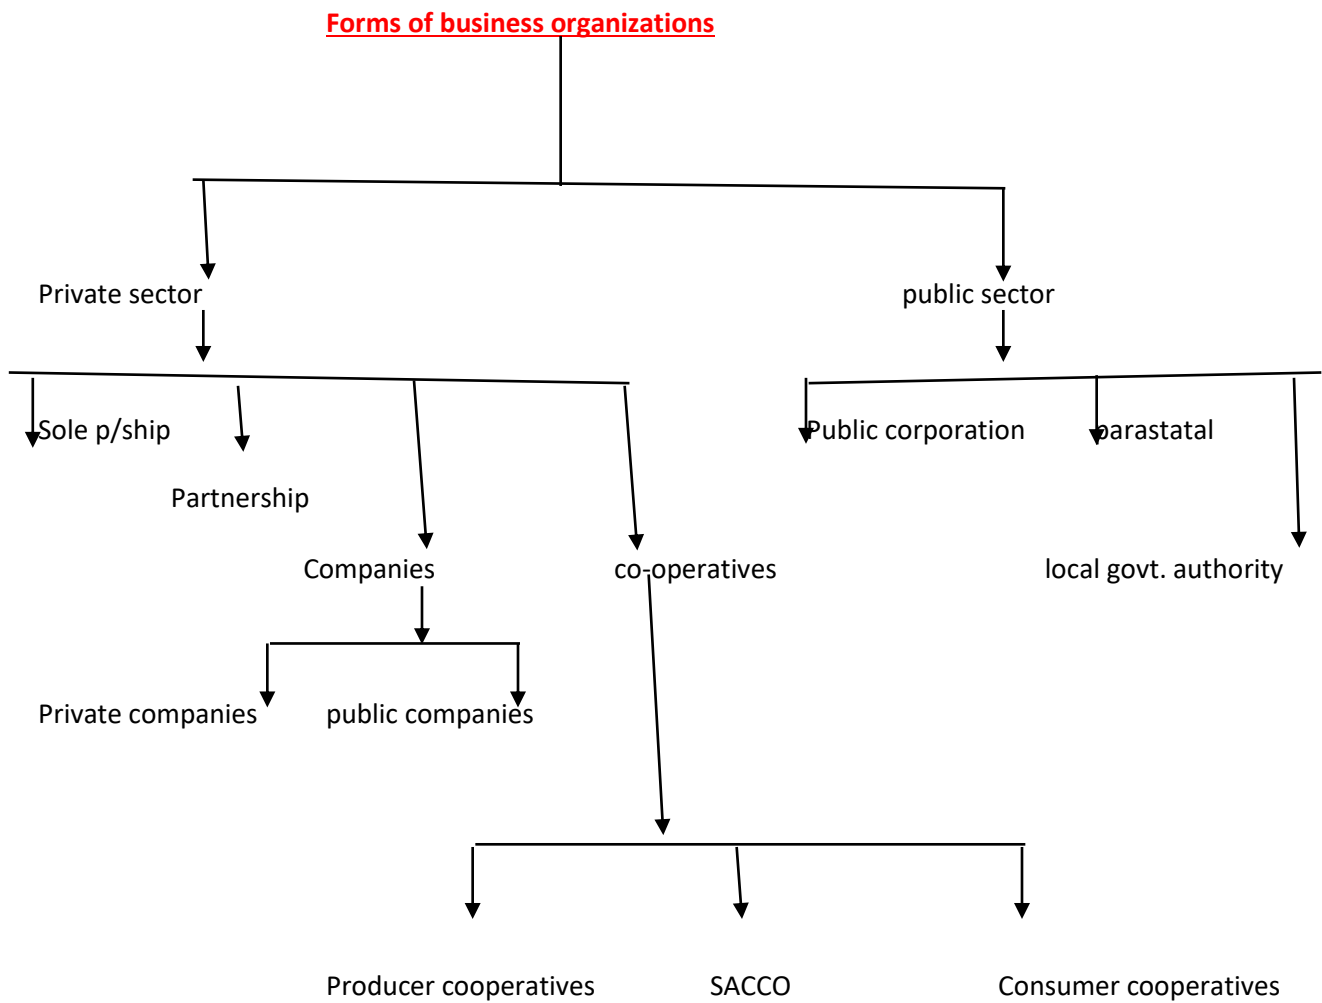 Forms of business organizations
Private sector public sector
Sole p/ship Public corporation parastatal
Partnership
Companies co-operatives local govt. authority
Private companies public companies
Producer cooperatives SACCO Consumer cooperatives